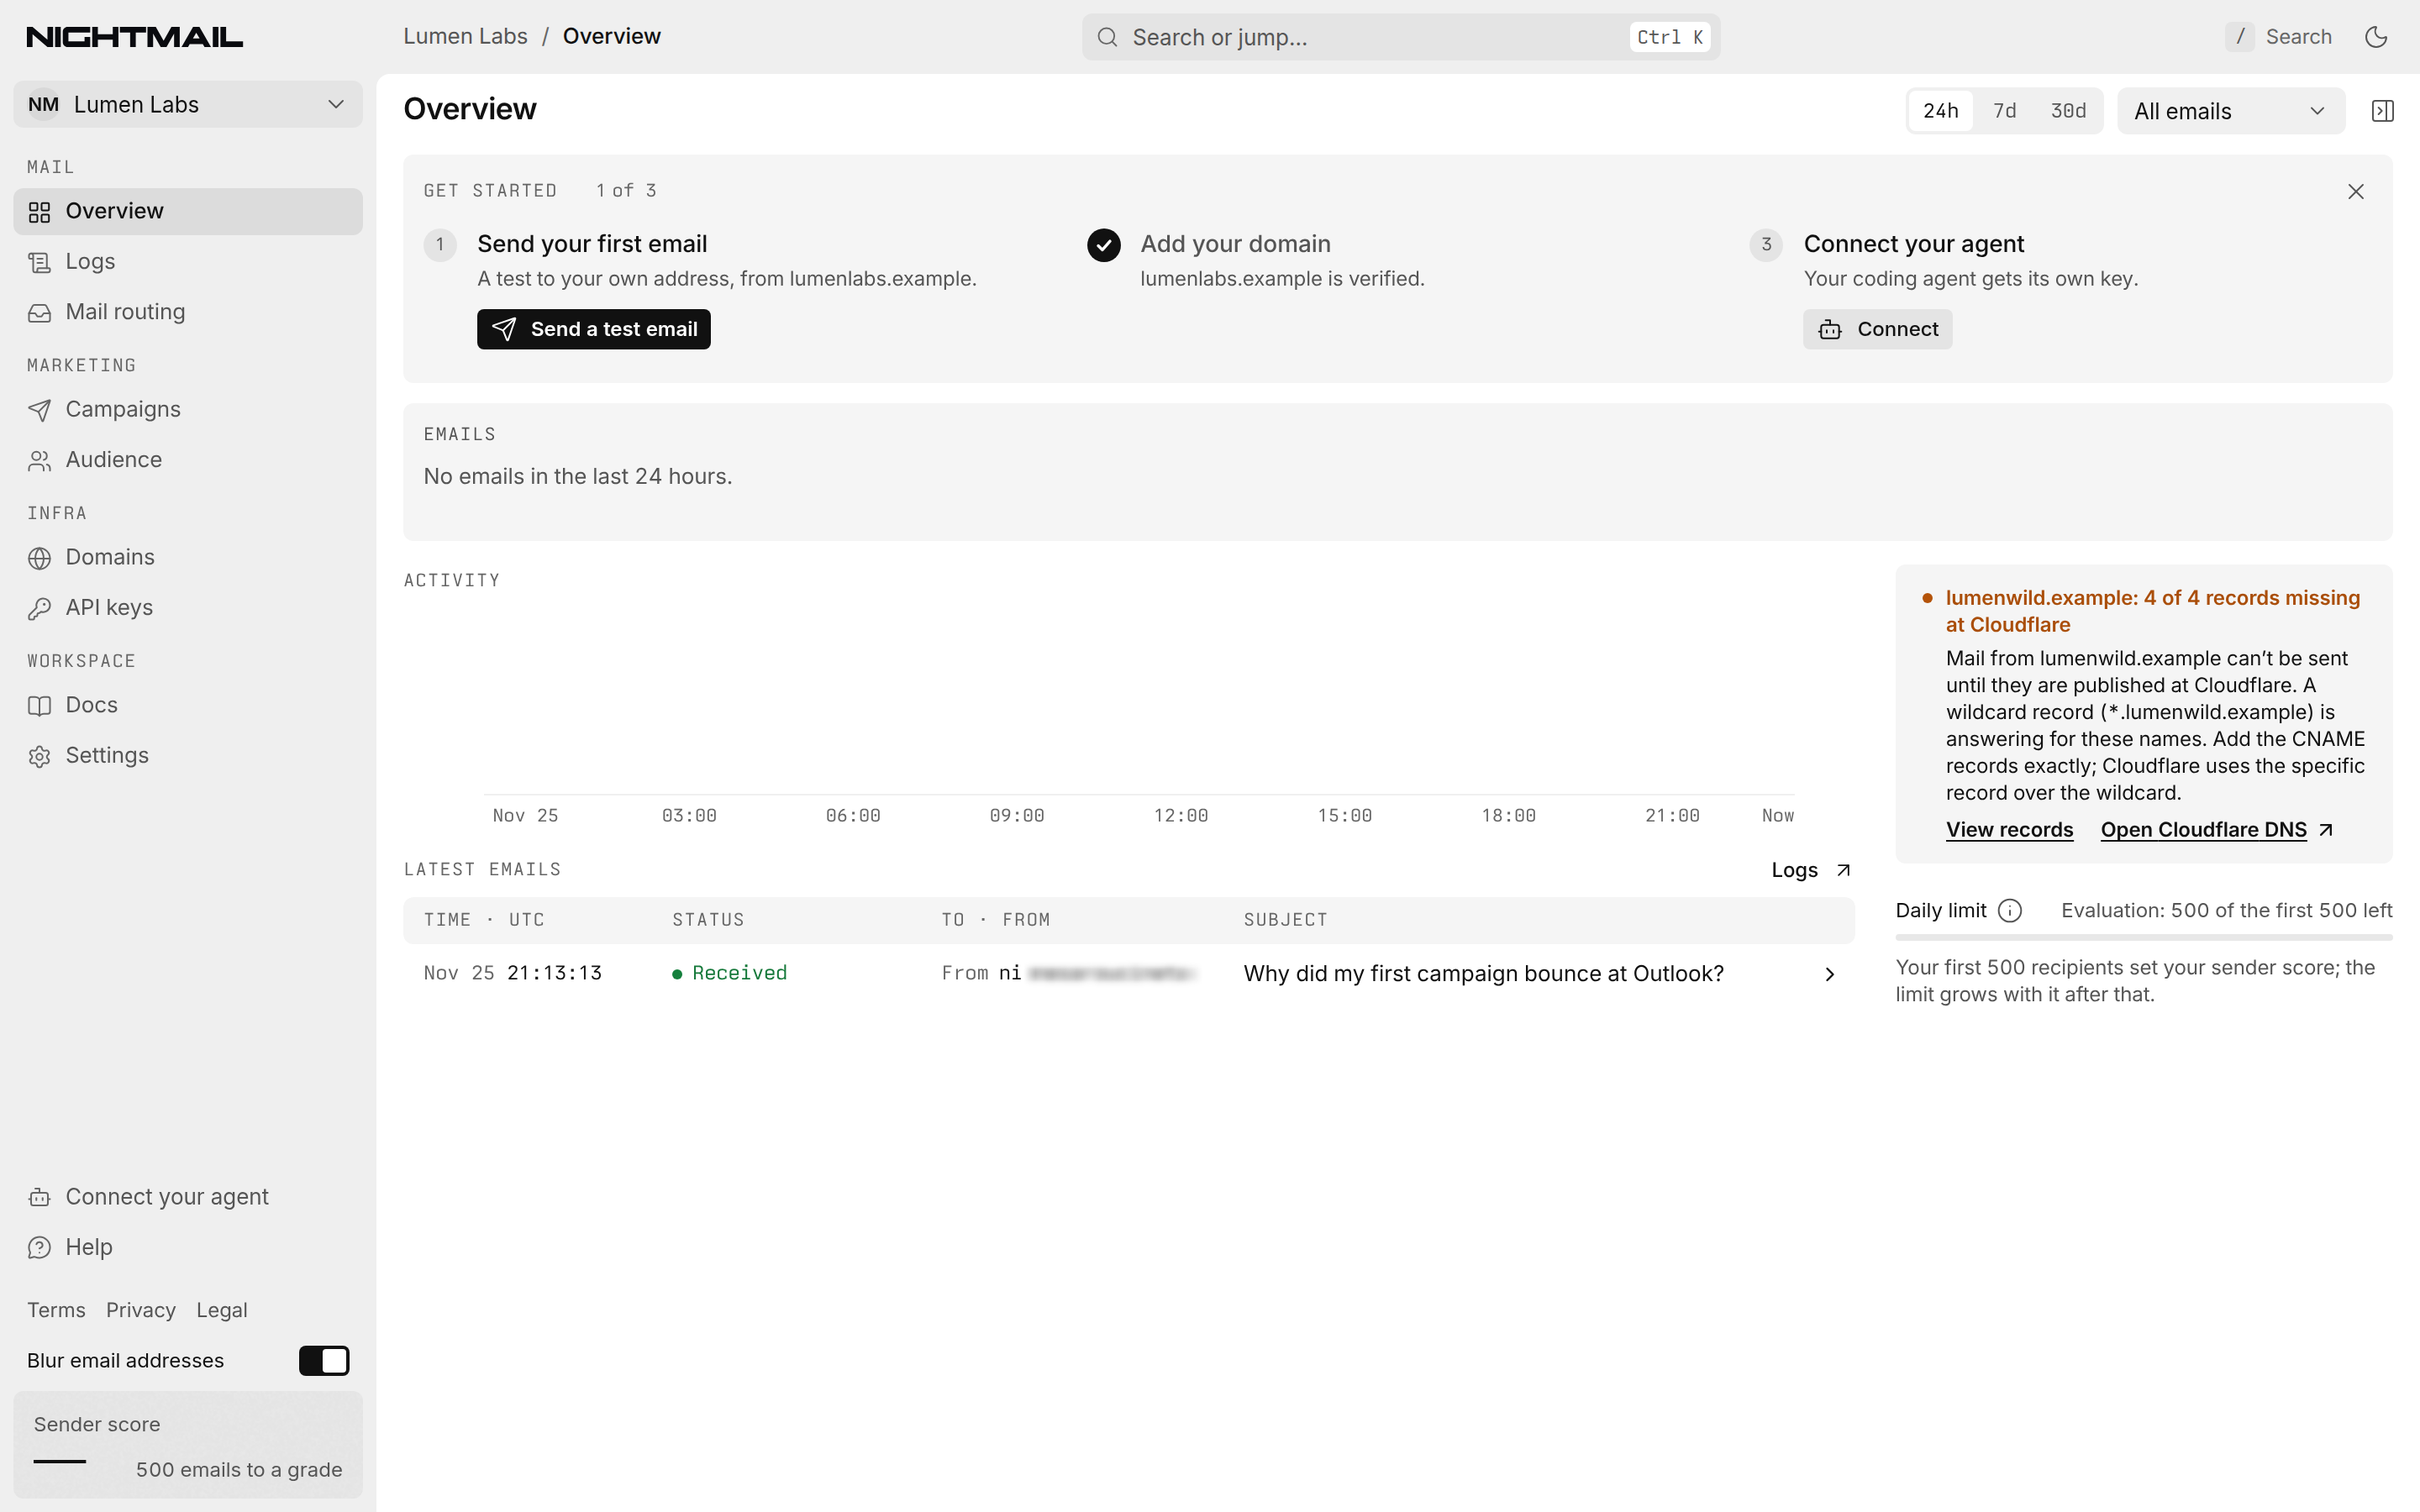 NIGHTMAIL
Lumen Labs / Overview
Search or jump...
Ctrl K
/ Search
NM Lumen Labs
MAIL
Overview
Logs
Mail routing
MARKETING
Campaigns
Audience
INFRA
Domains
API keys
WORKSPACE
Docs
Settings
Connect your agent
Help
Terms Privacy Legal
Blur email addresses
Sender score
500 emails to a grade
Overview
24h 7d 30d
All emails
GET STARTED 1 of 3
1 Send your first email
A test to your own address, from lumenlabs.example.
Send a test email
Add your domain
lumenlabs.example is verified.
3 Connect your agent
Your coding agent gets its own key.
Connect
EMAILS
No emails in the last 24 hours.
ACTIVITY
Nov 25 03:00 06:00 09:00 12:00 15:00 18:00 21:00 Now
LATEST EMAILS
Logs
TIME · UTC STATUS TO · FROM SUBJECT
Nov 25 21:13:13 Received From ni Why did my first campaign bounce at Outlook?
lumenwild.example: 4 of 4 records missing
at Cloudflare
Mail from lumenwild.example can’t be sent
until they are published at Cloudflare. A
wildcard record (*.lumenwild.example) is
answering for these names. Add the CNAME
records exactly; Cloudflare uses the specific
record over the wildcard.
View records Open Cloudflare DNS
Daily limit Evaluation: 500 of the first 500 left
Your first 500 recipients set your sender score; the
limit grows with it after that.